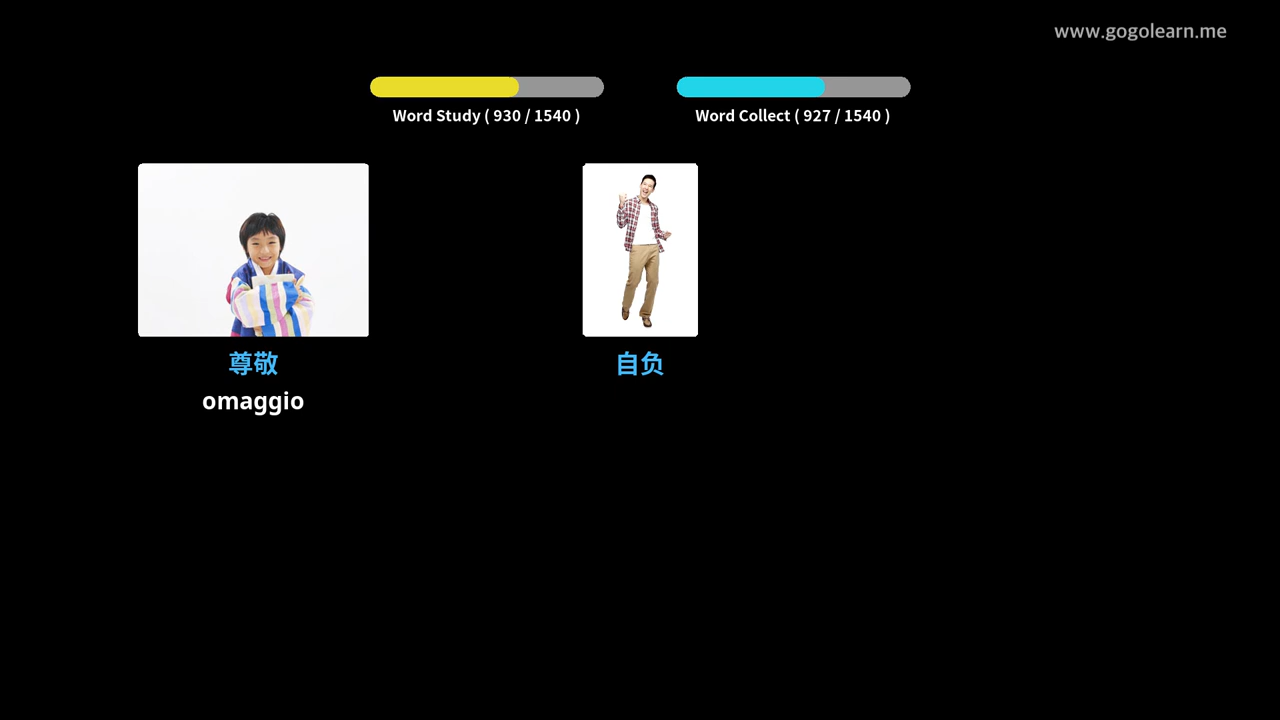 www.gogolearn.me
Word Study ( 930 / 1540 )
Word Collect ( 927 / 1540 )
尊敬
omaggio
自负